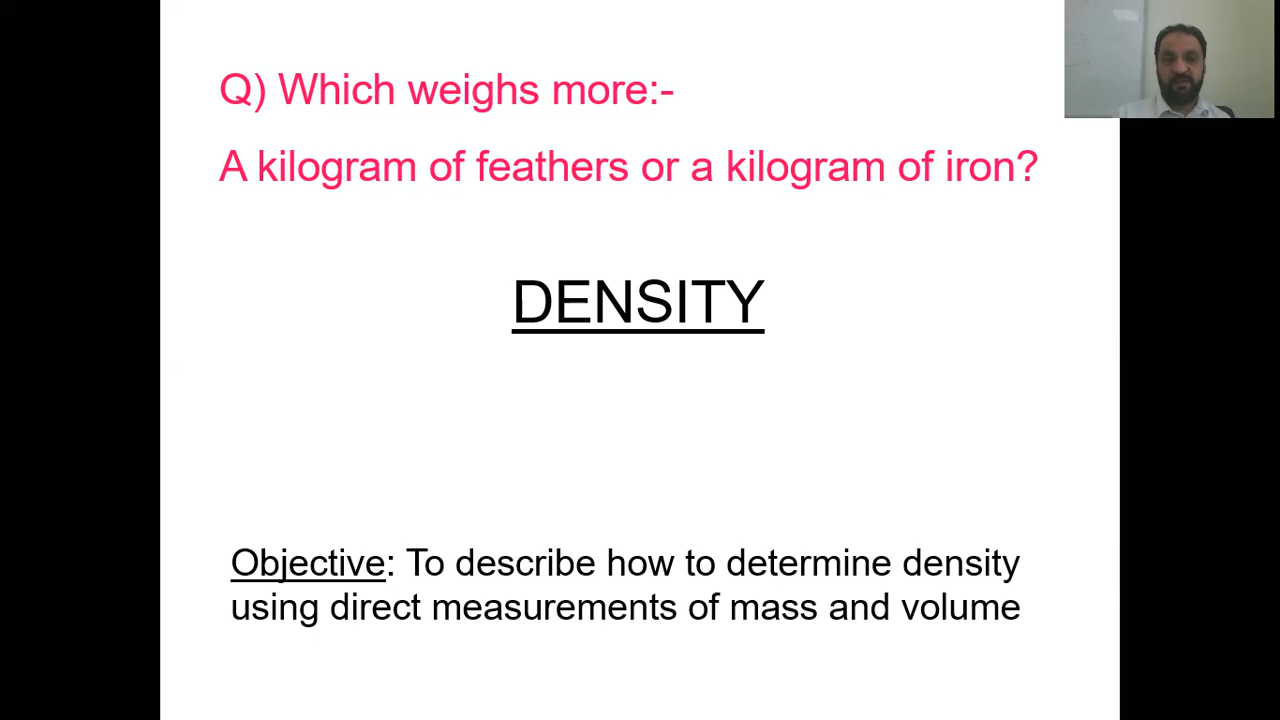 Q) Which weighs more:-
A kilogram of feathers or a kilogram of iron?
DENSITY
Objective: To describe how to determine density
using direct measurements of mass and volume